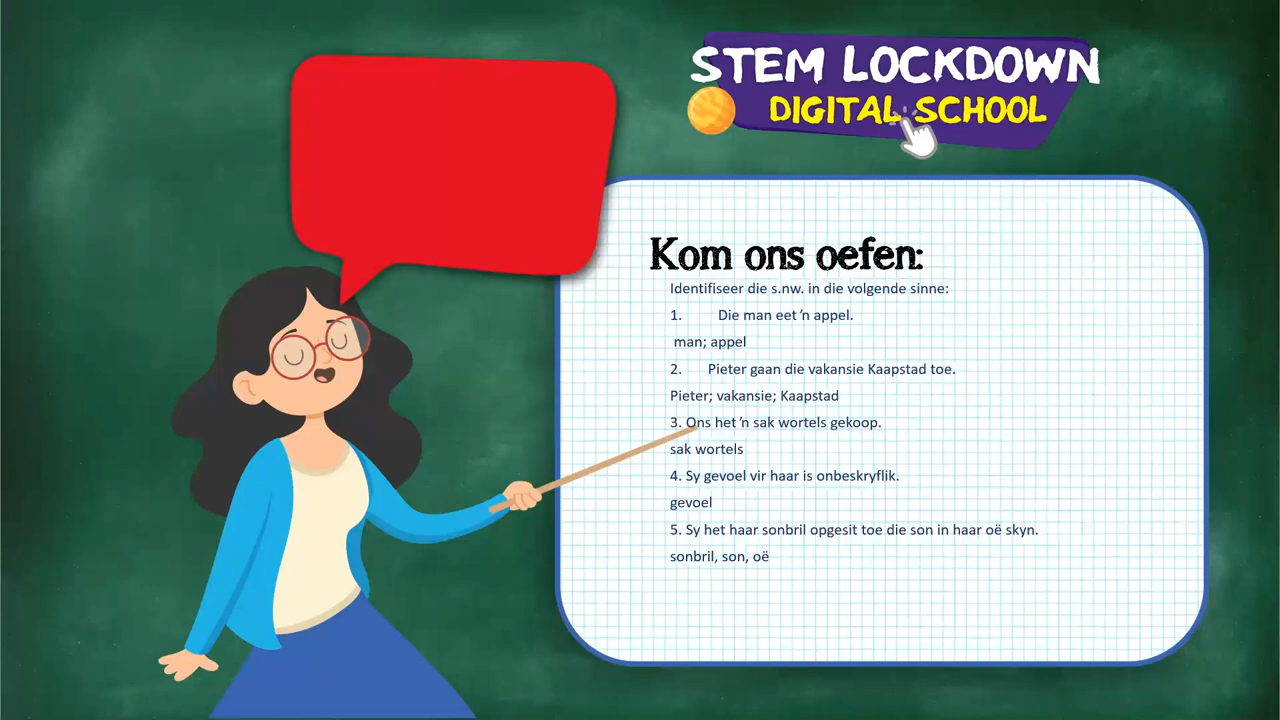 STEM LOCKDOWN
DIGITAL SCHOOL
Kom ons oefen:
Identifiseer die s.nw. in die volgende sinne:
1. Die man eet 'n appel.
man; appel
2. Pieter gaan die vakansie Kaapstad toe.
Pieter; vakansie; Kaapstad
3. Ons het 'n sak wortels gekoop.
sak wortels
4. Sy gevoel vir haar is onbeskryflik.
gevoel
5. Sy het haar sonbril opgesit toe die son in haar oë skyn.
sonbril, son, oë